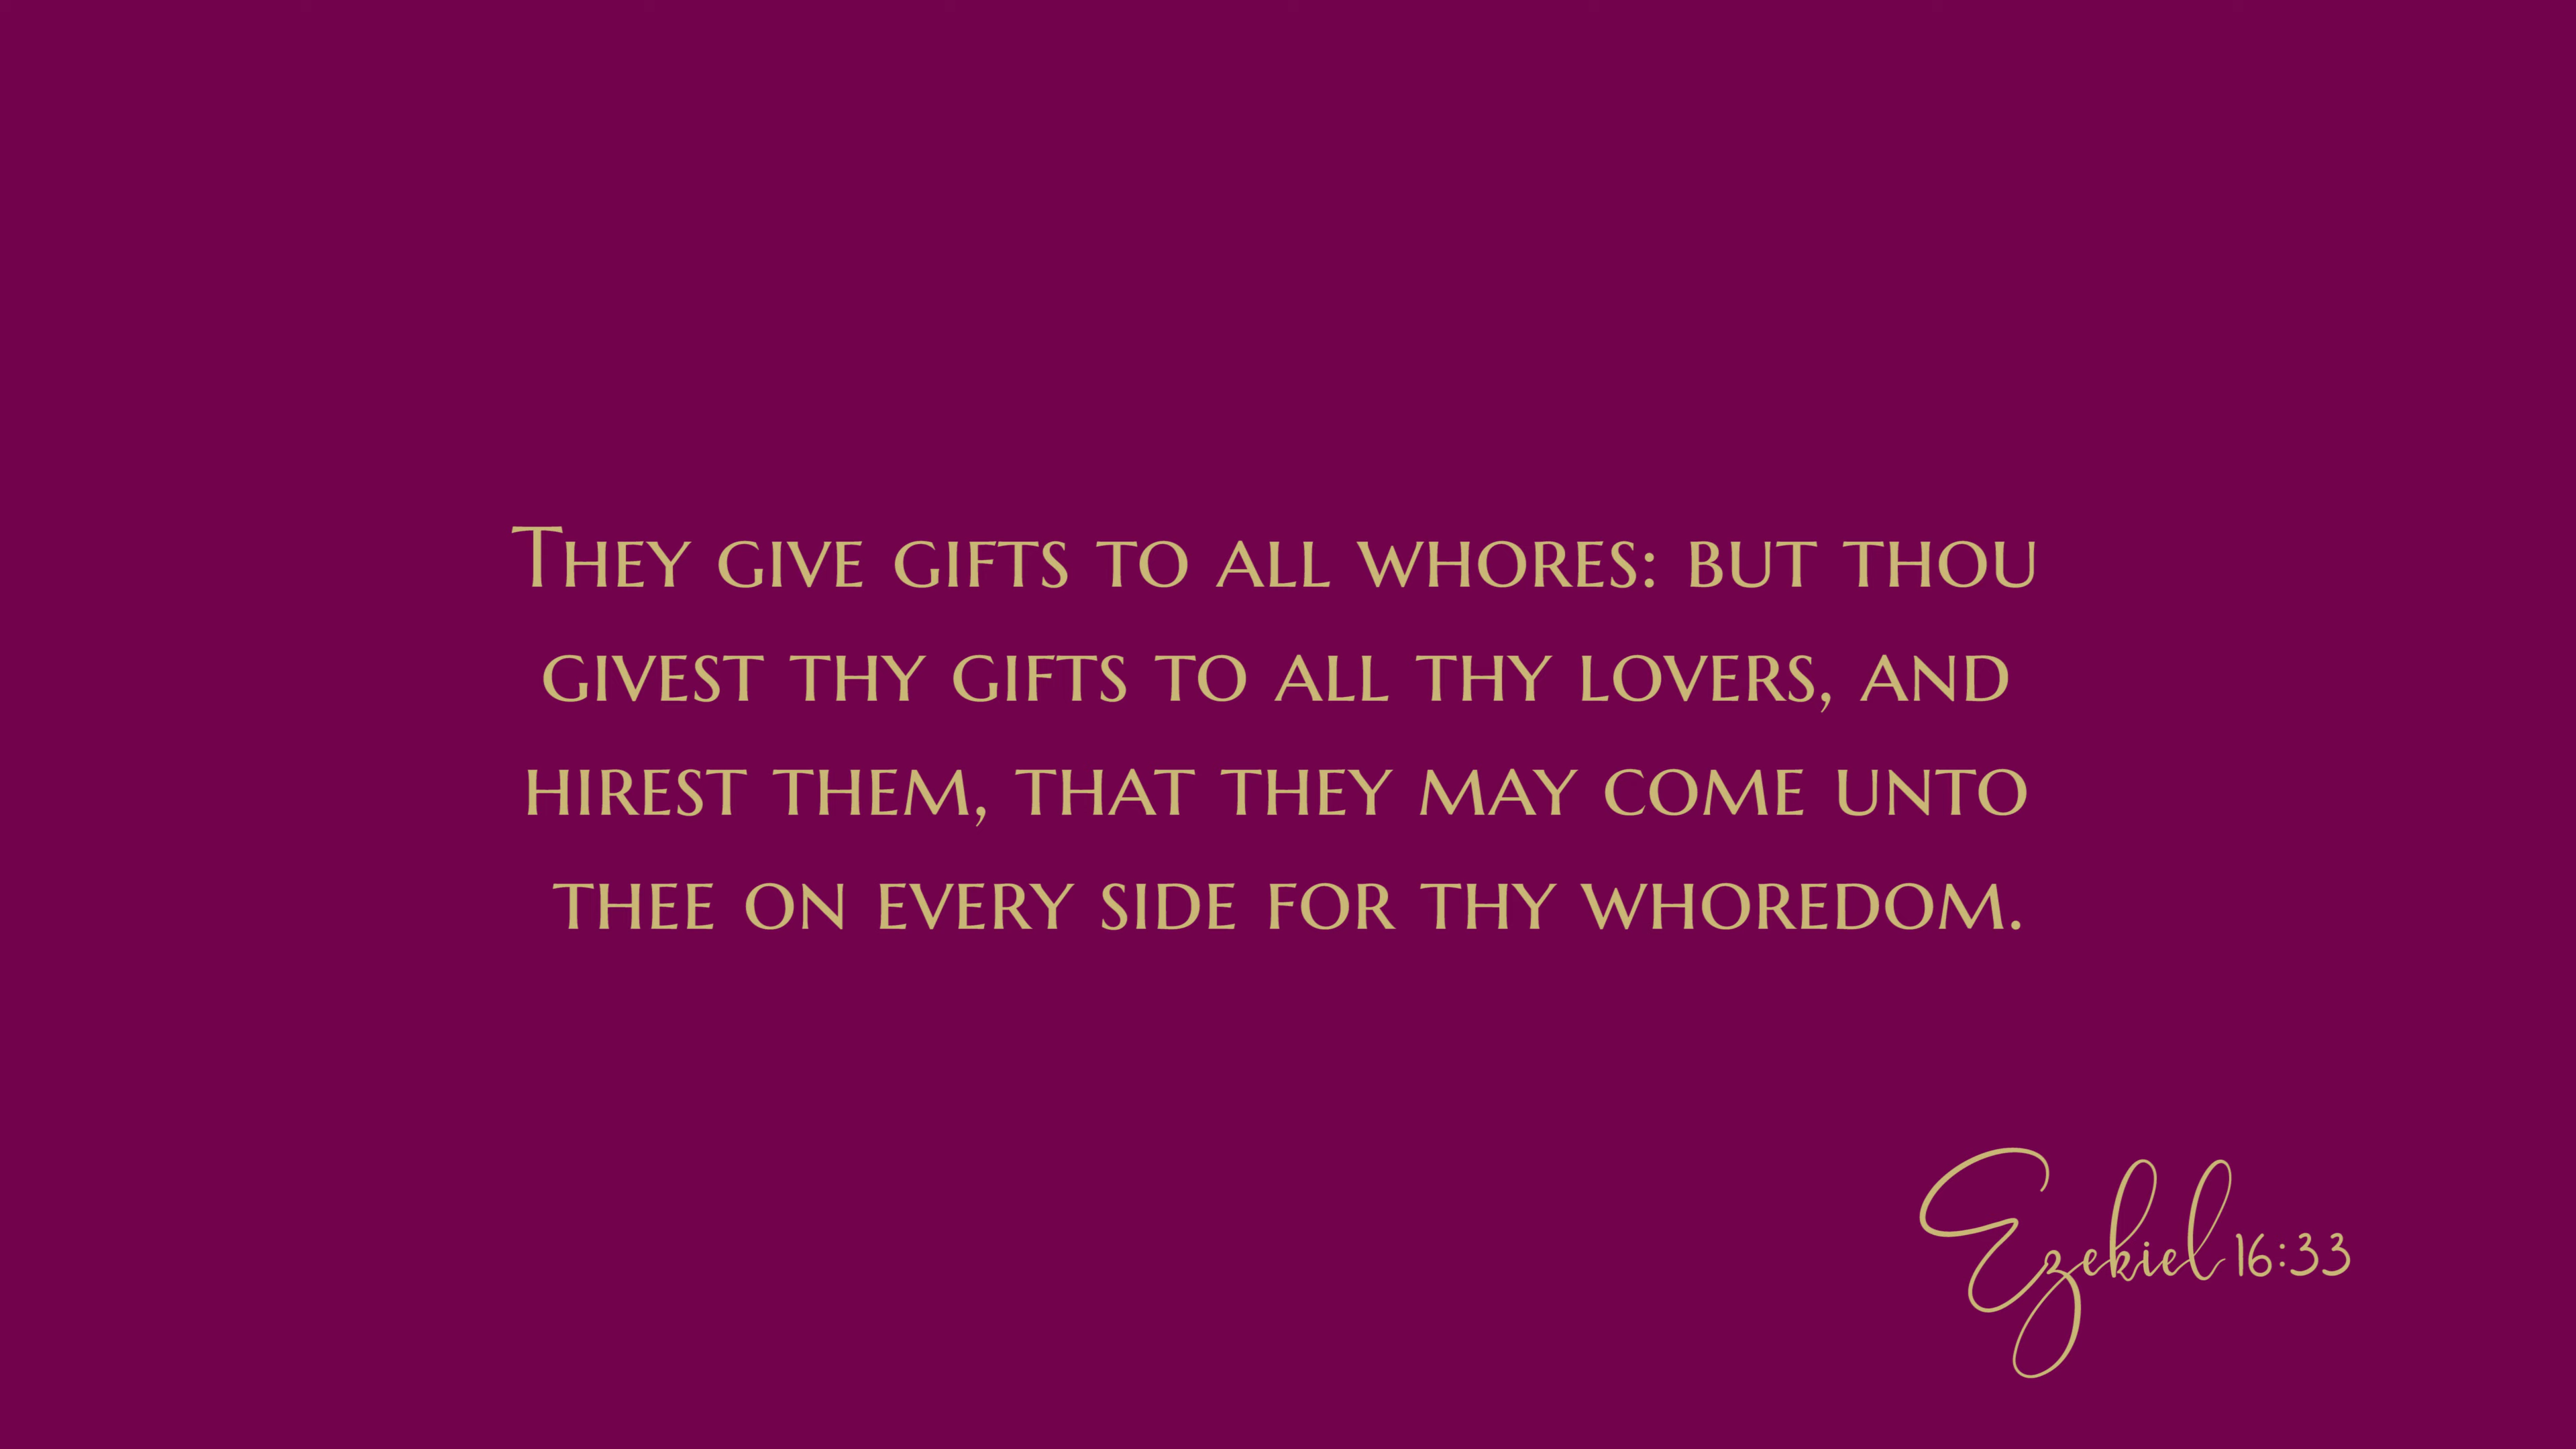 They give gifts to all whores: but thou
givest thy gifts to all thy lovers, and
hirest them, that they may come unto
thee on every side for thy whoredom.
Ezekiel 16:33